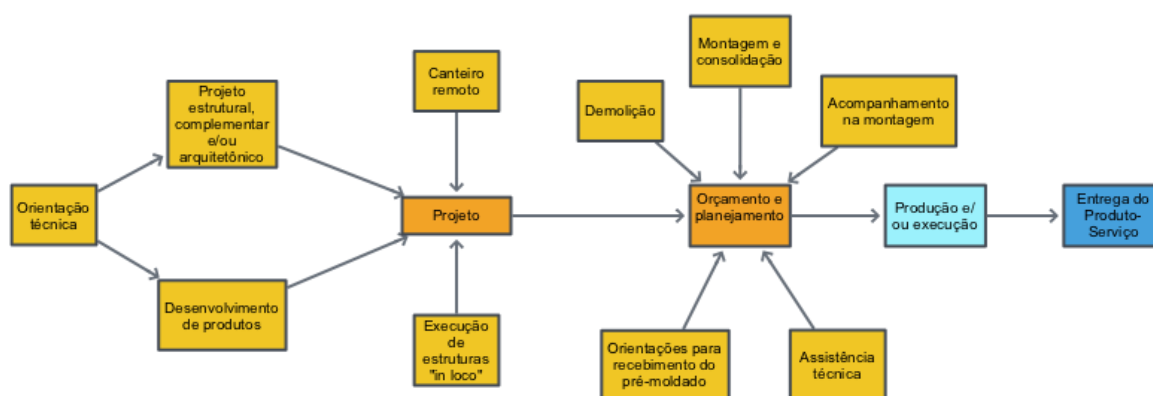 Orientação
técnica
Projeto
estrutural,
complementar
e/ou
arquitetônico
Desenvolvimento
de produtos
Canteiro
remoto
Projeto
Execução
de
estruturas
"in loco"
Demolição
Montagem e
consolidação
Acompanhamento
na montagem
Orçamento e
planejamento
Orientações para
recebimento do
pré-moldado
Assistência
técnica
Produção e/
ou execução
Entrega do
Produto-
Serviço